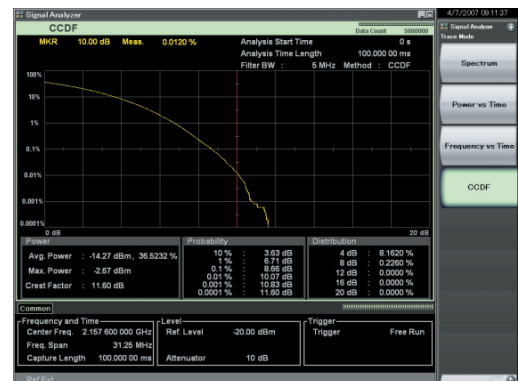 Signal Analyzer
4/7/2007 09:11:37
CCDF
Data Count 5000000
MKR 10.00 dB Meas. 0.0120 %
Analysis Start Time 0 s
Analysis Time Length 100.000 00 ms
Filter BW : 5 MHz Method : CCDF
100%
10%
1%
0.1%
0.01%
0.001%
0.0001%
0 dB
20 dB
Power
Avg. Power : -14.27 dBm, 36.5232 %
Max. Power : -2.67 dBm
Crest Factor : 11.60 dB
Probability
10 % : 3.63 dB
1 % : 6.71 dB
0.1 % : 8.66 dB
0.01 % : 10.07 dB
0.001 % : 10.83 dB
0.0001 % : 11.60 dB
Distribution
4 dB : 8.1620 %
8 dB : 0.2260 %
12 dB : 0.0000 %
16 dB : 0.0000 %
20 dB : 0.0000 %
Common
Frequency and Time
Center Freq. 2.157 600 000 GHz
Freq. Span 31.25 MHz
Capture Length 100.000 00 ms
Level
Ref. Level -20.00 dBm
Attenuator 10 dB
Trigger
Trigger Free Run
Ref.Ext
Signal Analyzer
Trace Mode
Spectrum
Power vs Time
Frequency vs Time
CCDF